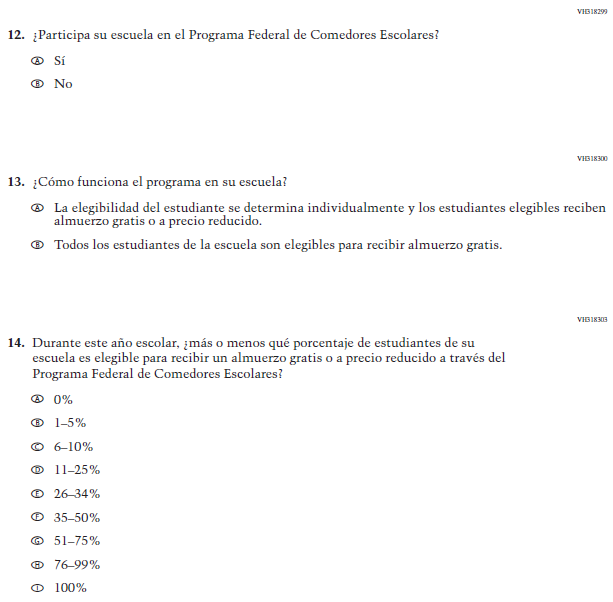 VH318299
12. ¿Participa su escuela en el Programa Federal de Comedores Escolares?
A Sí
B No
VH318300
13. ¿Cómo funciona el programa en su escuela?
A La elegibilidad del estudiante se determina individualmente y los estudiantes elegibles reciben
almuerzo gratis o a precio reducido.
B Todos los estudiantes de la escuela son elegibles para recibir almuerzo gratis.
VH318303
14. Durante este año escolar, ¿más o menos qué porcentaje de estudiantes de su
escuela es elegible para recibir un almuerzo gratis o a precio reducido a través del
Programa Federal de Comedores Escolares?
A 0%
B 1–5%
C 6–10%
D 11–25%
E 26–34%
F 35–50%
G 51–75%
H 76–99%
I 100%